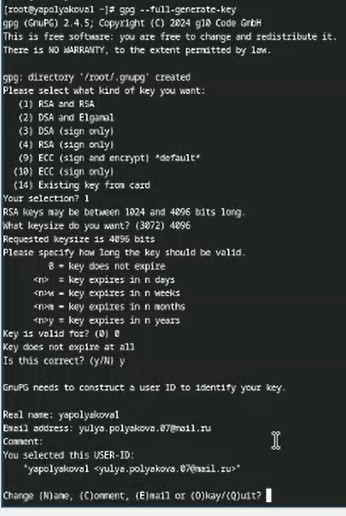 [root@yapolyakoval ~]# gpg --full-generate-key
gpg (GnuPG) 2.4.5; Copyright (C) 2024 g10 Code GmbH
This is free software: you are free to change and redistribute it.
There is NO WARRANTY, to the extent permitted by law.
gpg: directory '/root/.gnupg' created
Please select what kind of key you want:
(1) RSA and RSA
(2) DSA and Elgamal
(3) DSA (sign only)
(4) RSA (sign only)
(9) ECC (sign and encrypt) *default*
(10) ECC (sign only)
(14) Existing key from card
Your selection? 1
RSA keys may be between 1024 and 4096 bits long.
What keysize do you want? (3072) 4096
Requested keysize is 4096 bits
Please specify how long the key should be valid.
0 = key does not expire
<n> = key expires in n days
<n>w = key expires in n weeks
<n>m = key expires in n months
<n>y = key expires in n years
Key is valid for? (0) 0
Key does not expire at all
Is this correct? (y/N) y
GnuPG needs to construct a user ID to identify your key.
Real name: yapolyakoval
Email address: yulya.polyakova.07@mail.ru
Comment:
You selected this USER-ID:
"yapolyakoval <yulya.polyakova.07@mail.ru>"
Change (N)ame, (C)omment, (E)mail or (O)kay/(Q)uit?